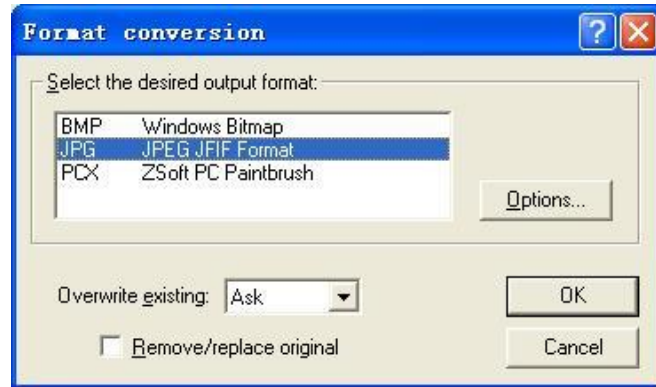 Format conversion
Select the desired output format:
BMP Windows Bitmap
JPG JPEG JFIF Format
PCX ZSoft PC Paintbrush
Options...
Overwrite existing: Ask
OK
Remove/replace original
Cancel